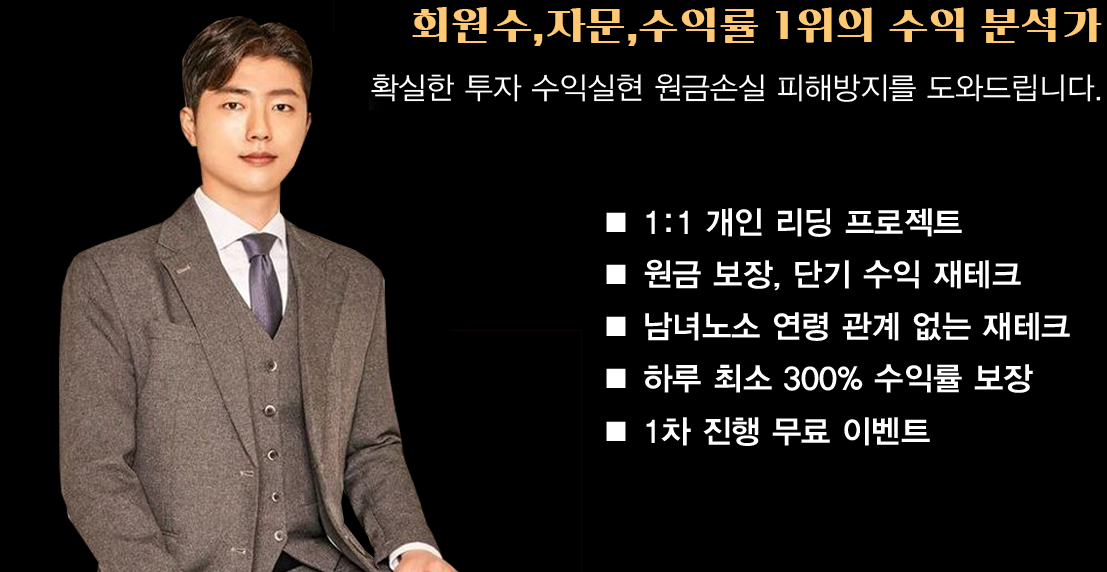 회원수,자문,수익률 1위의 수익 분석가
확실한 투자 수익실현 원금손실 피해방지를 도와드립니다.
■ 1:1 개인 리딩 프로젝트
■ 원금 보장, 단기 수익 재테크
■ 남녀노소 연령 관계 없는 재테크
■ 하루 최소 300% 수익률 보장
■ 1차 진행 무료 이벤트